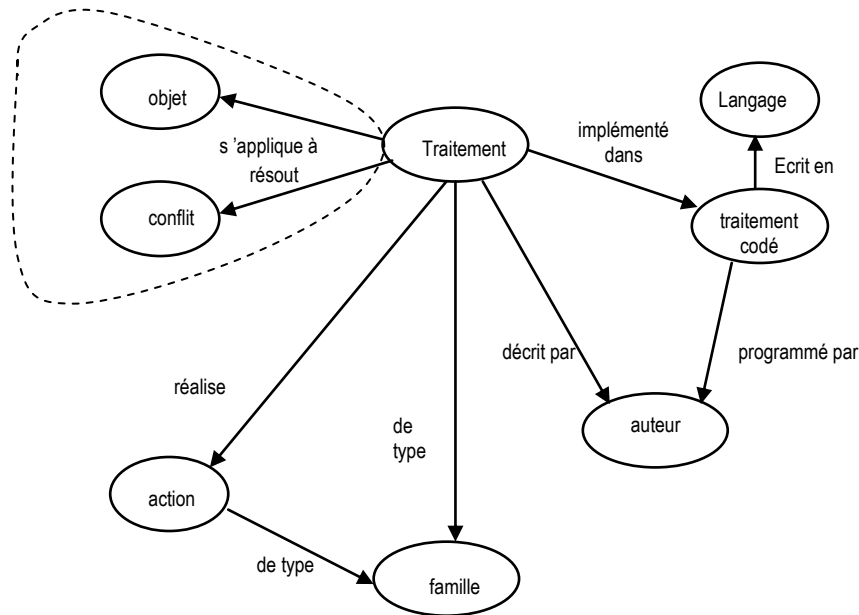 objet
Langage
Traitement
implémenté
dans
s ’applique à
résout
Ecrit en
conflit
traitement
codé
décrit par
programmé par
réalise
auteur
de
type
action
de type
famille